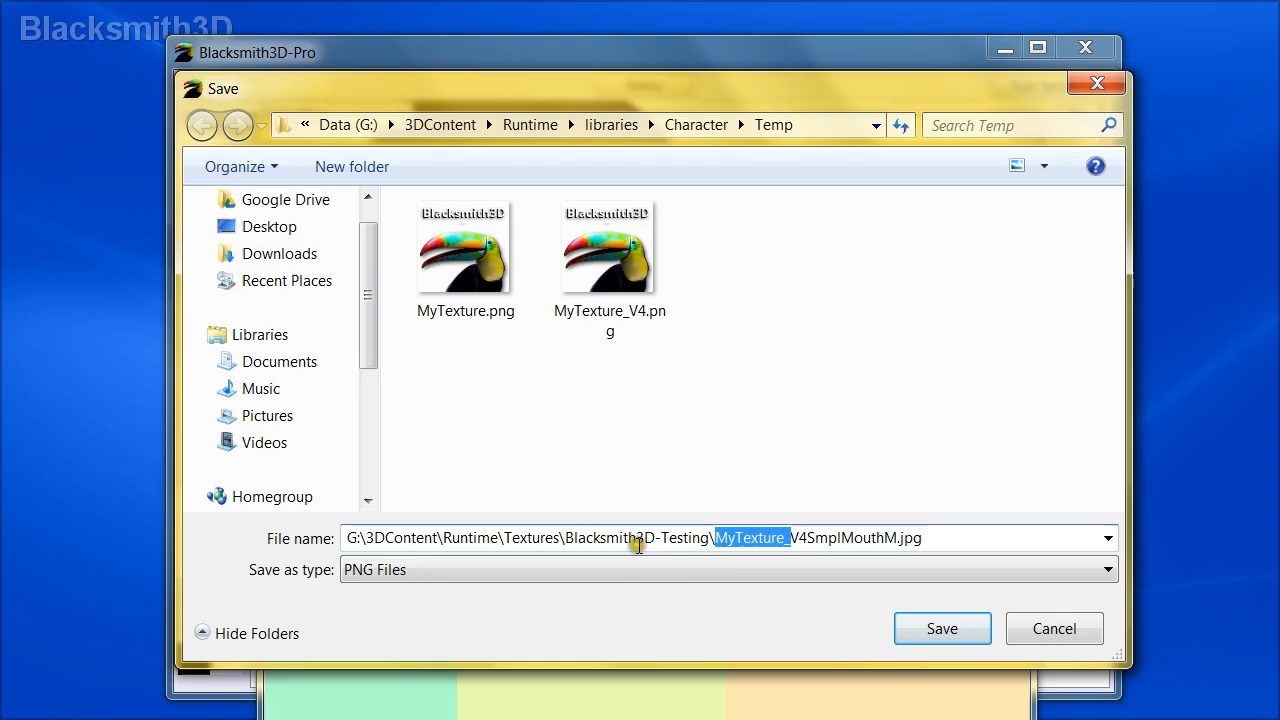 Blacksmith3D
Blacksmith3D-Pro
Save
« Data (G:) 3DContent Runtime libraries Character Temp
Search Temp
Organize
New folder
Google Drive
Desktop
Downloads
Recent Places
Libraries
Documents
Music
Pictures
Videos
Homegroup
Blacksmith3D
MyTexture.png
Blacksmith3D
MyTexture_V4.pn
g
File name: G:\3DContent\Runtime\Textures\Blacksmith3D-Testing\MyTexture_V4SmplMouthM.jpg
Save as type: PNG Files
Hide Folders
Save
Cancel